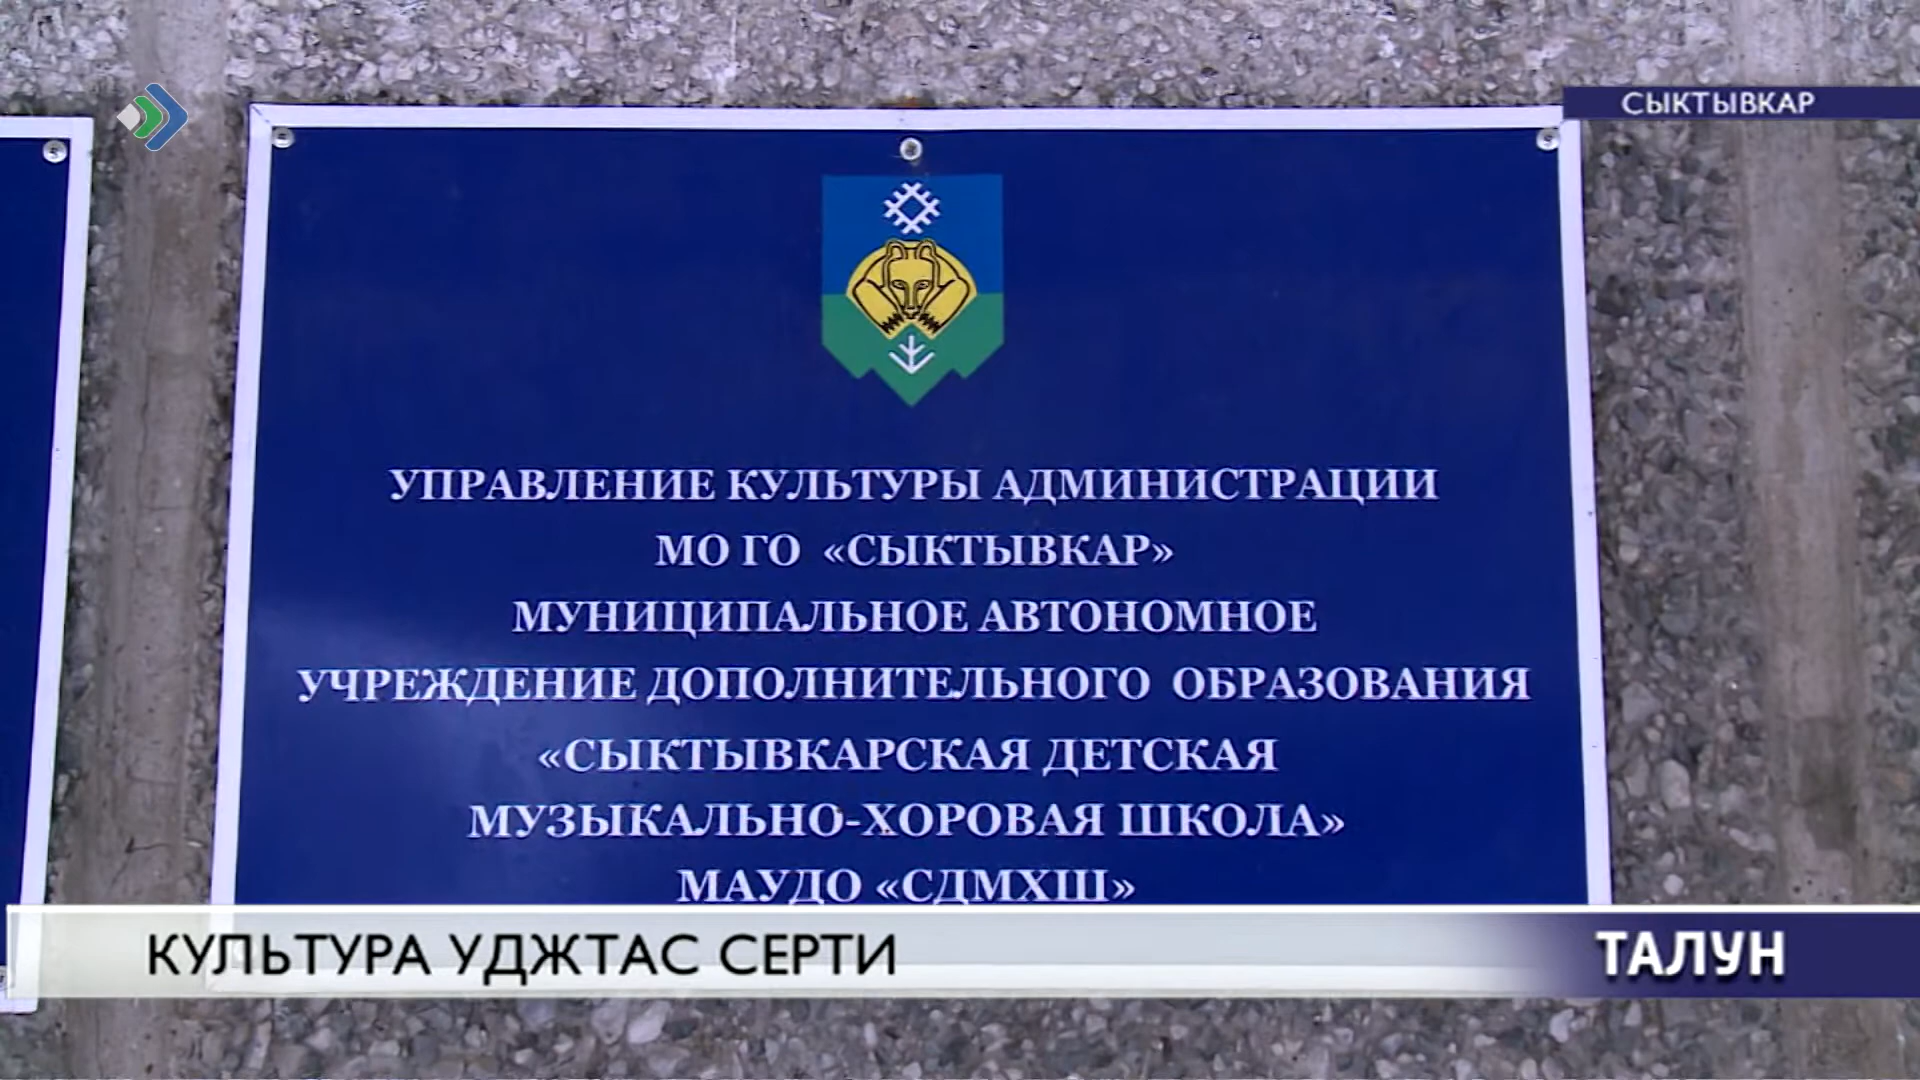 СЫКТЫВКАР
УПРАВЛЕНИЕ КУЛЬТУРЫ АДМИНИСТРАЦИИ
МО ГО «СЫКТЫВКАР»
МУНИЦИПАЛЬНОЕ АВТОНОМНОЕ
УЧРЕЖДЕНИЕ ДОПОЛНИТЕЛЬНОГО ОБРАЗОВАНИЯ
«СЫКТЫВКАРСКАЯ ДЕТСКАЯ
МУЗЫКАЛЬНО-ХОРОВАЯ ШКОЛА»
МАУДО «СДМХШ»
КУЛЬТУРА УДЖТАС СЕРТИ
ТАЛУН